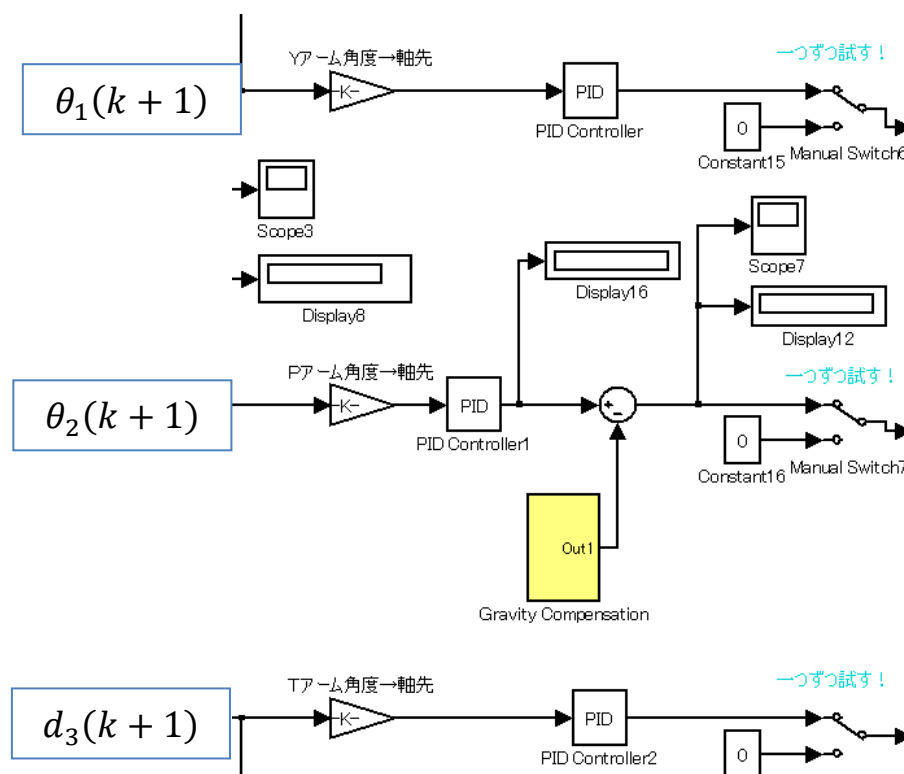 Yアーム角度→軸先
一つずつ試す!
θ₁(k + 1)
-K-
PID
PID Controller
0
Constant15
Manual Switch6
Scope3
Scope7
Display8
Display16
Display12
Pアーム角度→軸先
一つずつ試す!
θ₂(k + 1)
-K-
PID
PID Controller1
+
-
0
Constant16
Manual Switch7
Out1
Gravity Compensation
Tアーム角度→軸先
一つずつ試す!
d₃(k + 1)
-K-
PID
PID Controller2
0